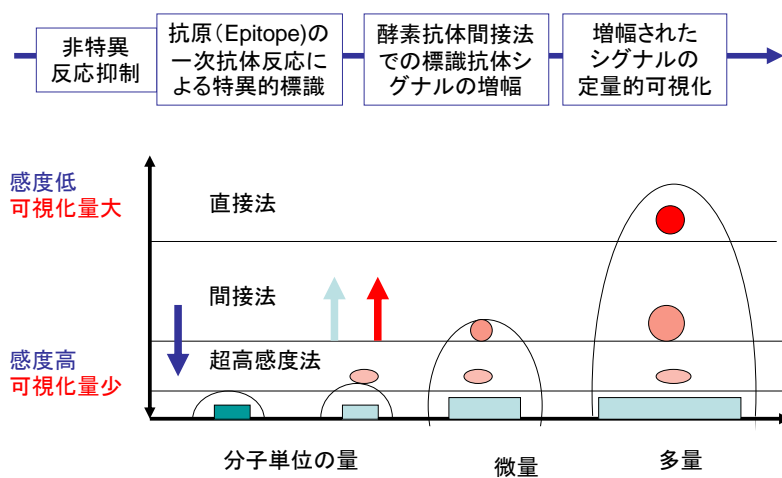 非特異
反応抑制
抗原（Epitope)の
一次抗体反応に
よる特異的標識
酵素抗体間接法
での標識抗体シ
グナルの増幅
増幅された
シグナルの
定量的可視化
感度低
可視化量大
直接法
間接法
感度高
可視化量少
超高感度法
分子単位の量
微量
多量